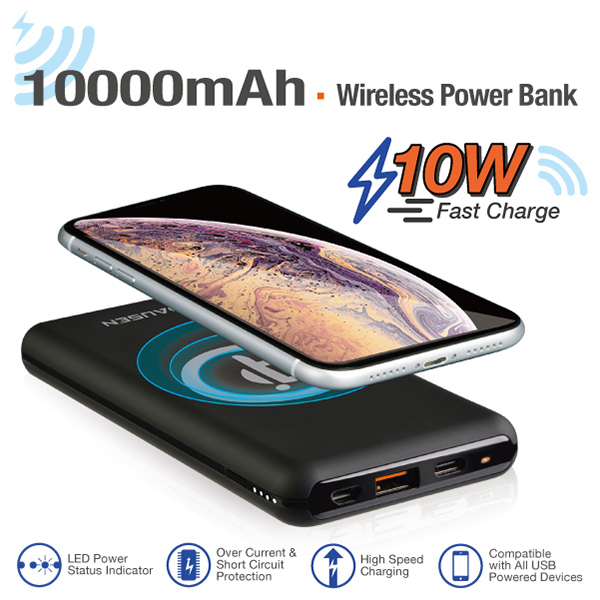 10000mAh · Wireless Power Bank
10W
Fast Charge
AUSEN
LED Power
Status Indicator
Over Current &
Short Circuit
Protection
High Speed
Charging
Compatible
with All USB
Powered Devices